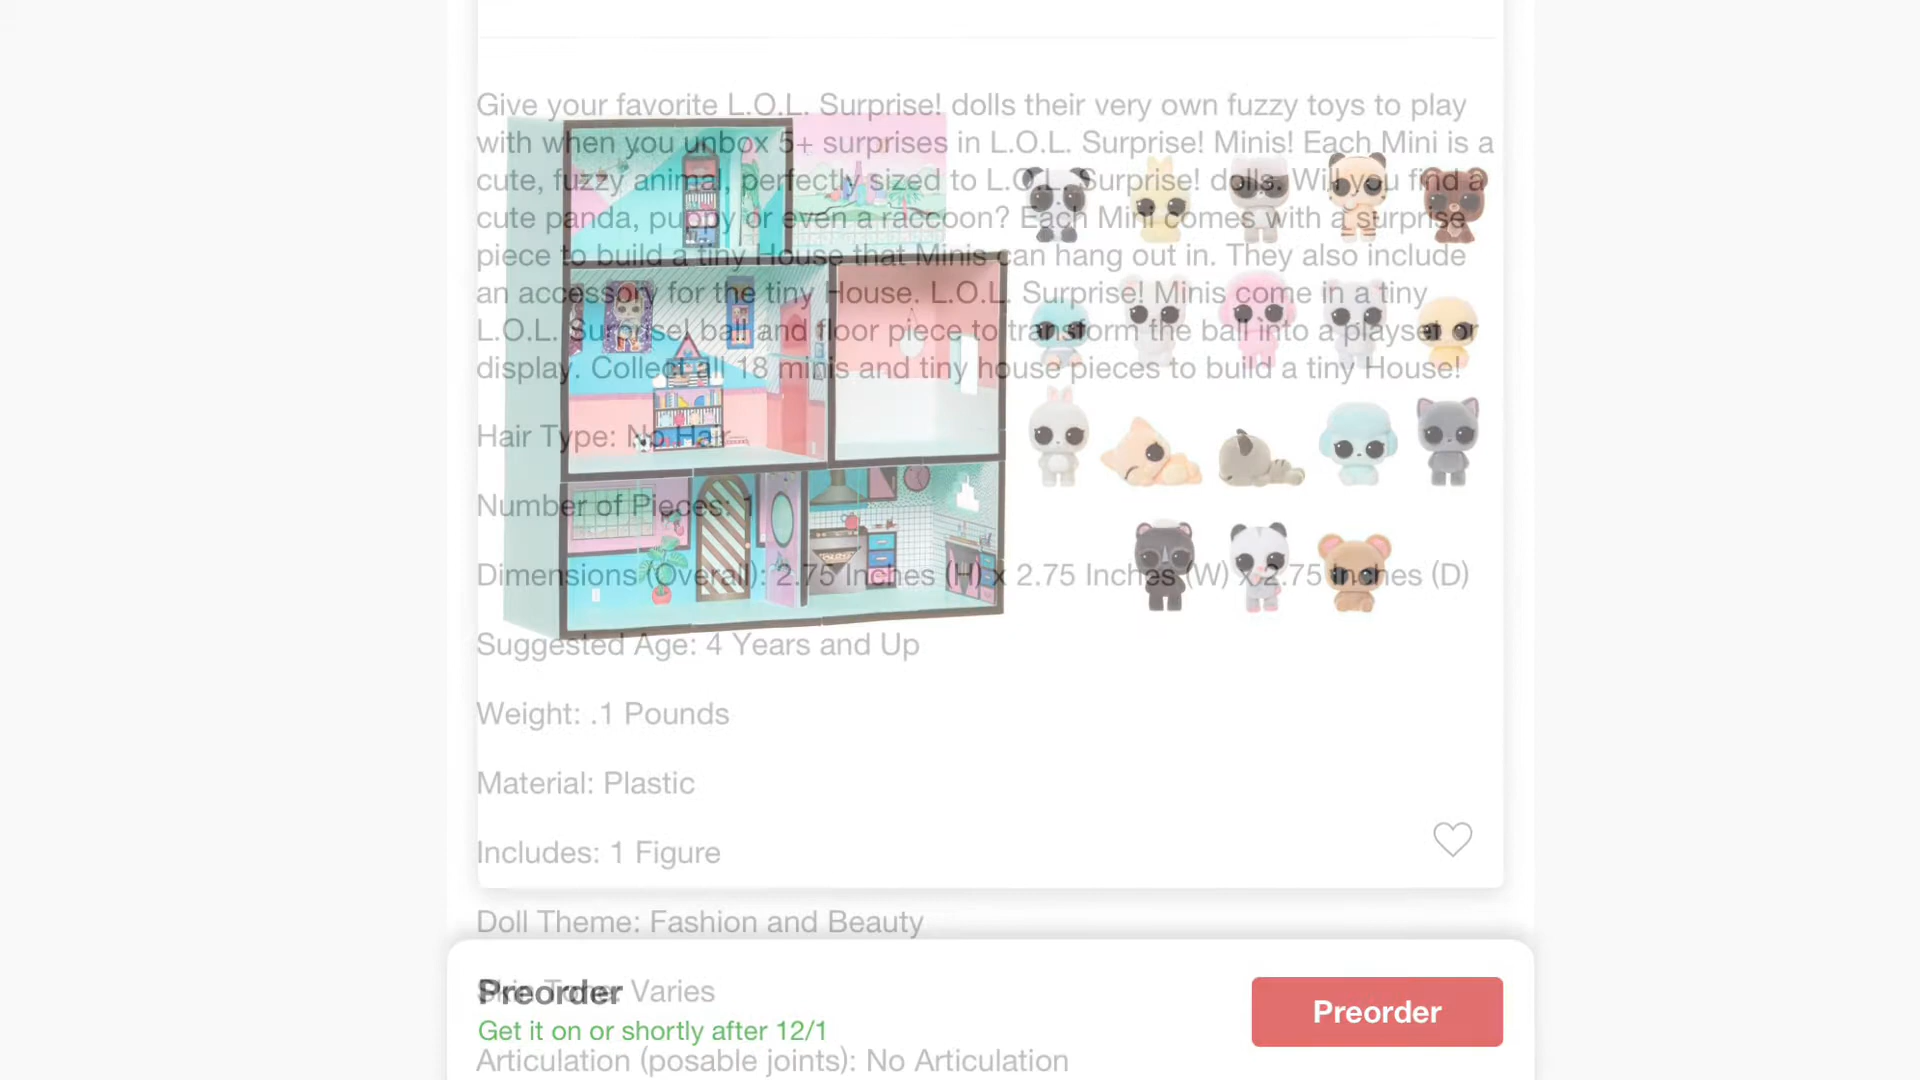 Give your favorite L.O.L. Surprise! dolls their very own fuzzy toys to play
with when you unbox 5+ surprises in L.O.L. Surprise! Minis! Each Mini is a
cute, fuzzy animal, perfectly sized to L.O.L. Surprise! dolls. Will you find a
cute panda, puppy or even a raccoon? Each Mini comes with a surprise
piece to build a tiny House that Minis can hang out in. They also include
an accessory for the tiny House. L.O.L. Surprise! Minis come in a tiny
L.O.L. Surprise! ball and floor piece to transform the ball into a playset or
display. Collect all 18 minis and tiny house pieces to build a tiny House!
Hair Type: No Hair
Number of Pieces: 1
Dimensions (Overall): 2.75 Inches (H) x 2.75 Inches (W) x 2.75 Inches (D)
Suggested Age: 4 Years and Up
Weight: .1 Pounds
Material: Plastic
Includes: 1 Figure
Doll Theme: Fashion and Beauty
Skin Tone: Varies
Preorder
Preorder
Get it on or shortly after 12/1
Articulation (posable joints): No Articulation